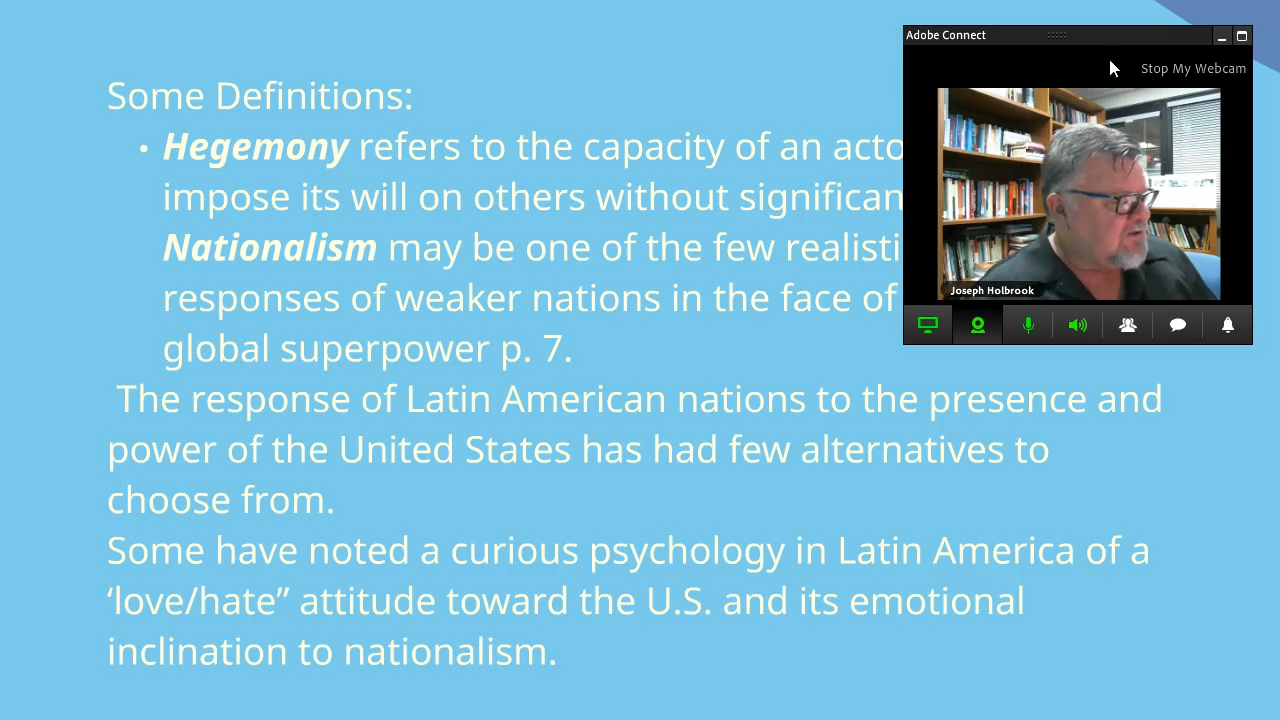 Some Definitions:
• Hegemony refers to the capacity of an acto
impose its will on others without significan
Nationalism may be one of the few realisti
responses of weaker nations in the face of
global superpower p. 7.
The response of Latin American nations to the presence and
power of the United States has had few alternatives to
choose from.
Some have noted a curious psychology in Latin America of a
‘love/hate” attitude toward the U.S. and its emotional
inclination to nationalism.
Adobe Connect
Stop My Webcam
Joseph Holbrook